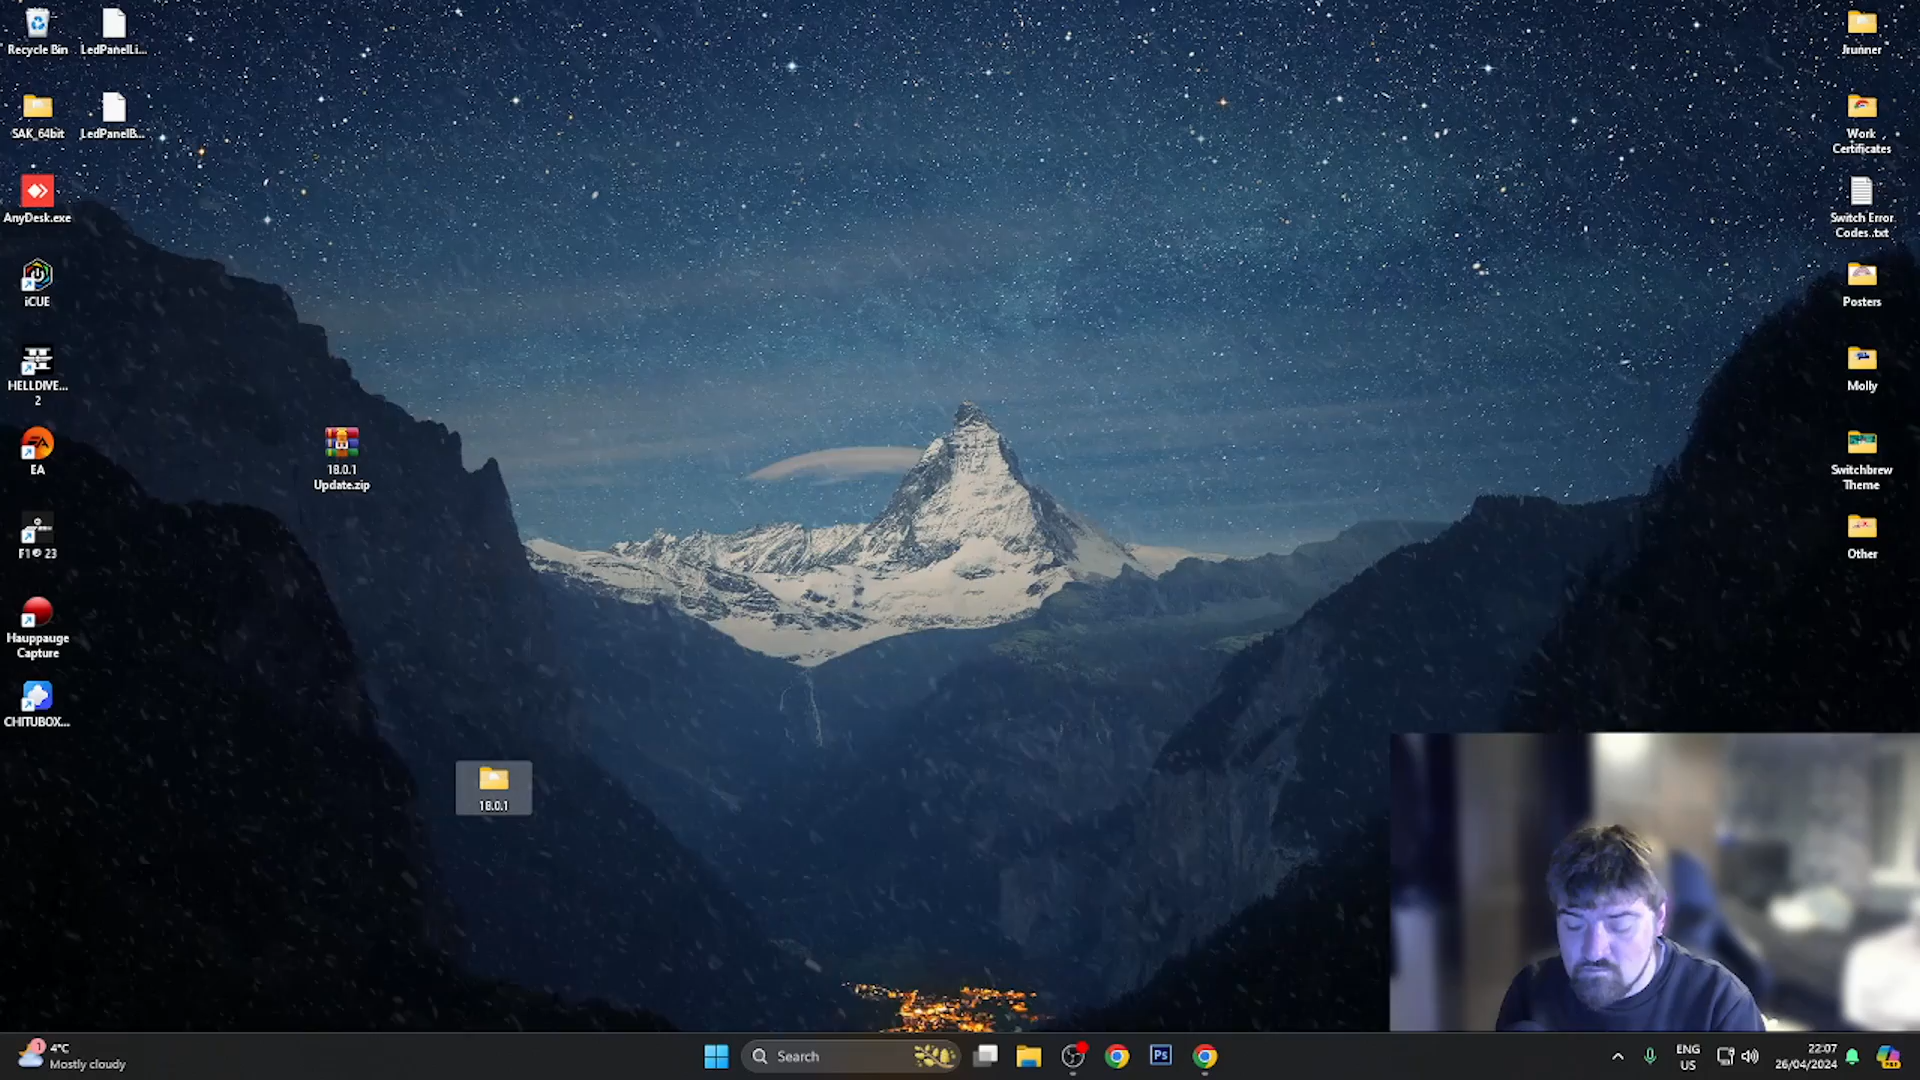 Recycle Bin
LedPanelLi...
SAK_64bit
LedPanelB...
AnyDesk.exe
iCUE
HELLDIVE...
2
EA
F1® 23
Hauppauge
Capture
CHITUBOX...
18.0.1
Update.zip
18.0.1
Jrunner
Work
Certificates
Switch Error
Codes..txt
Posters
Molly
Switchbrew
Theme
Other
1
4°C
Mostly cloudy
Search
Ps
ENG
US
22:07
26/04/2024